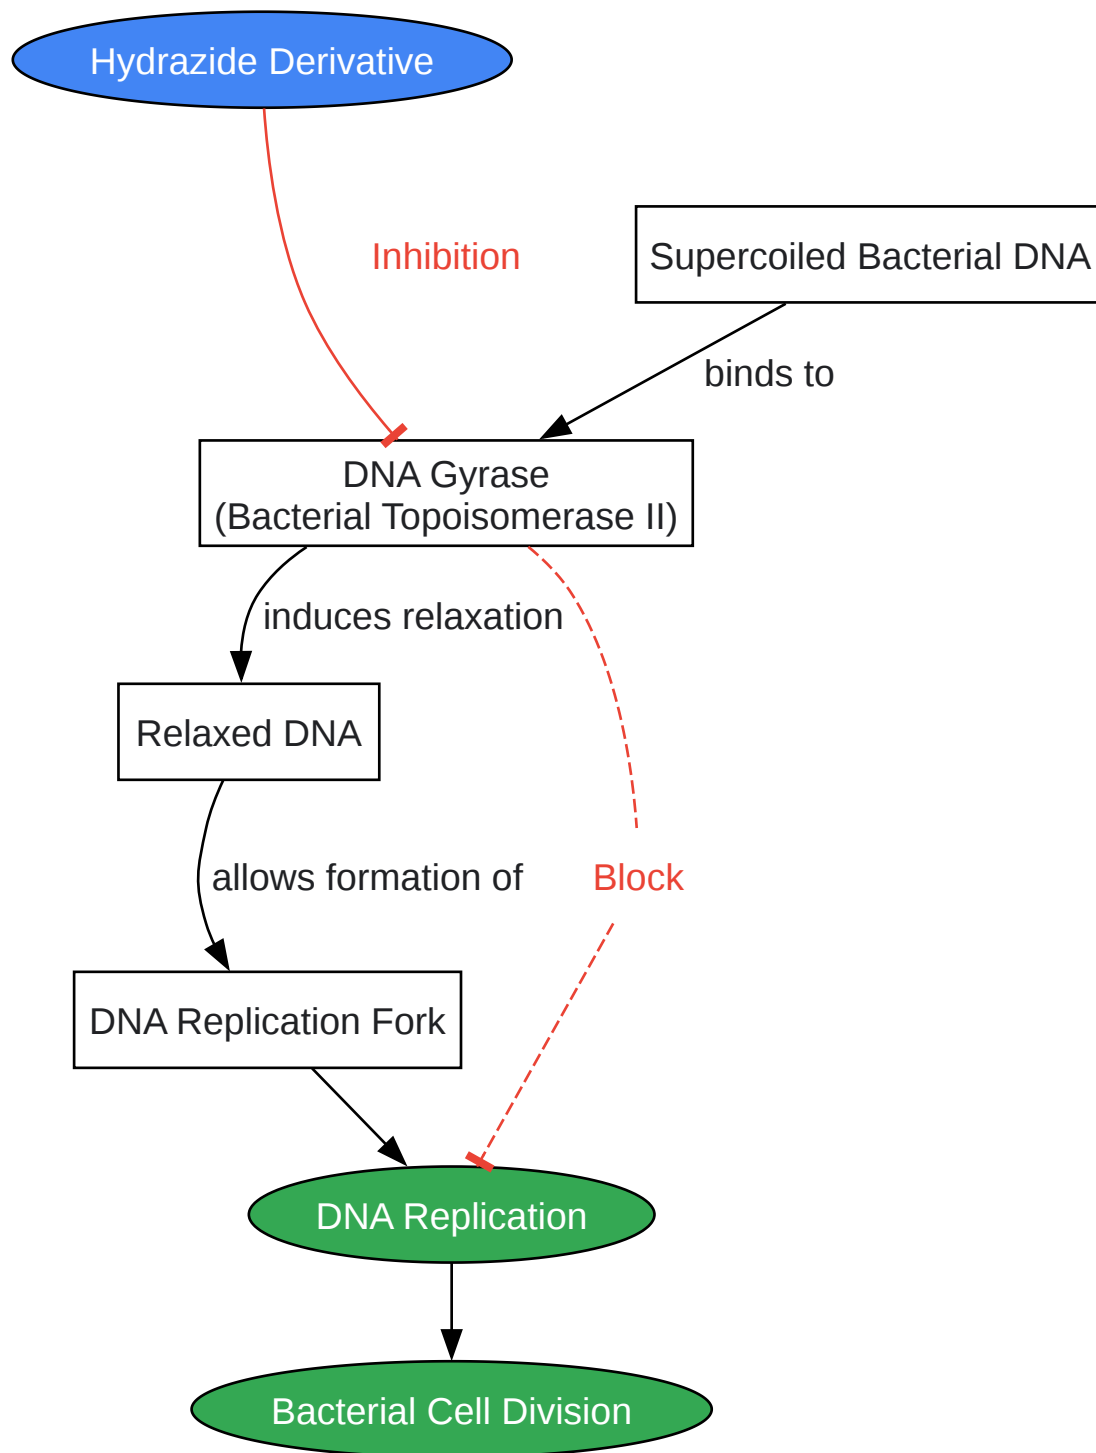 Hydrazide Derivative
Inhibition
Supercoiled Bacterial DNA
binds to
DNA Gyrase
(Bacterial Topoisomerase II)
induces relaxation
Relaxed DNA
allows formation of
Block
DNA Replication Fork
DNA Replication
Bacterial Cell Division